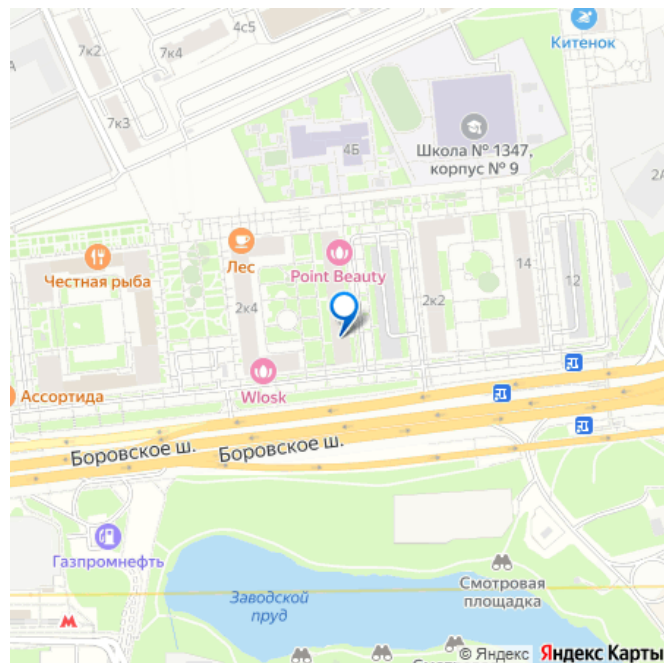 4с5
Китенок
7к2
7к4
7к3
4Б
Школа № 1347,
корпус № 9
2А
Честная рыба
Лес
Point Beauty
14
12
2к4
2к2
Ассортида
Wlosk
Боровское ш.
Боровское ш.
Газпромнефть
Заводской
пруд
Смотровая
площадка
М
© Яндекс Яндекс Карты